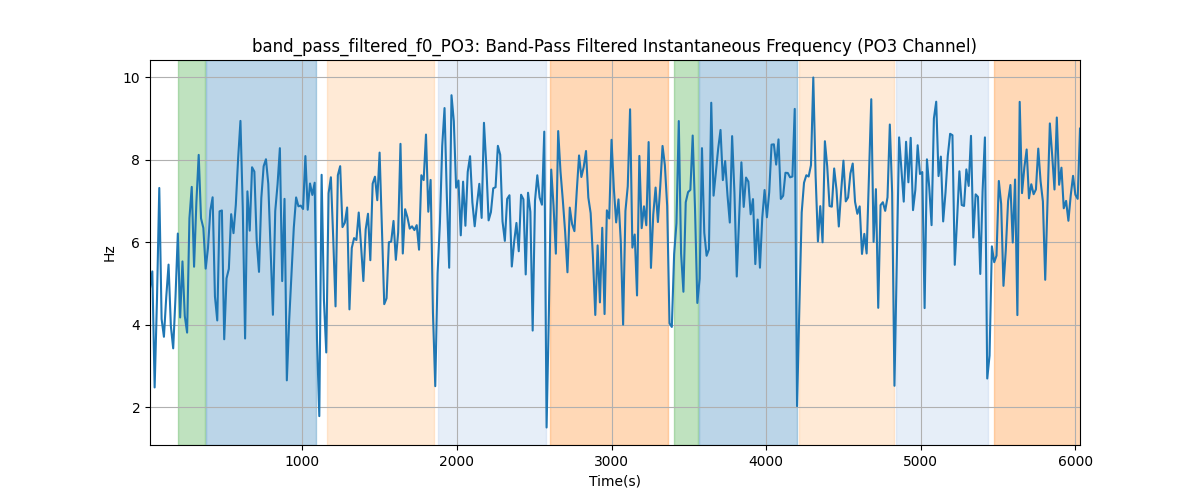 band_pass_filtered_f0_PO3: Band-Pass Filtered Instantaneous Frequency (PO3 Channel)
10
8
6
4
2
Hz
1000 2000 3000 4000 5000 6000
Time(s)